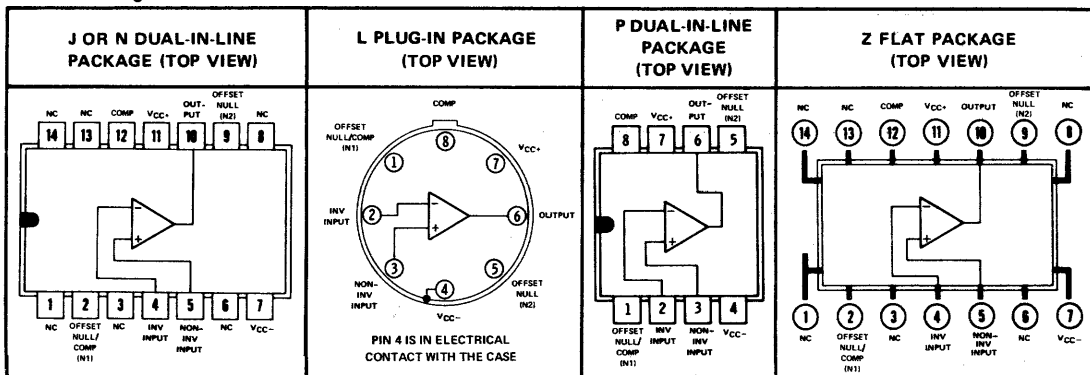 J OR N DUAL-IN-LINE
PACKAGE (TOP VIEW)
NC
NC
COMP
VCC+
OUT-
PUT
OFFSET
NULL
(N2)
NC
14
13
12
11
10
9
8
−
+
1
2
3
4
5
6
7
NC
OFFSET
NULL/
COMP
(N1)
NC
INV
INPUT
NON-
INV
INPUT
NC
VCC−
L PLUG-IN PACKAGE
(TOP VIEW)
COMP
OFFSET
NULL/COMP
(N1)
8
1
7
VCC+
INV
INPUT
2
−
+
6
OUTPUT
3
5
4
NON-
INV
INPUT
OFFSET
NULL
(N2)
VCC−
PIN 4 IS IN ELECTRICAL
CONTACT WITH THE CASE
P DUAL-IN-LINE
PACKAGE
(TOP VIEW)
COMP
VCC+
OUT-
PUT
OFFSET
NULL
(N2)
8
7
6
5
−
+
1
2
3
4
OFFSET
NULL/
COMP
(N1)
INV
INPUT
NON-
INV
INPUT
VCC−
Z FLAT PACKAGE
(TOP VIEW)
NC
NC
COMP
VCC+
OUTPUT
OFFSET
NULL
(N2)
NC
14
13
12
11
10
9
8
−
+
1
2
3
4
5
6
7
NC
OFFSET
NULL/
COMP
(N1)
NC
INV
INPUT
NON-
INV
INPUT
NC
VCC−